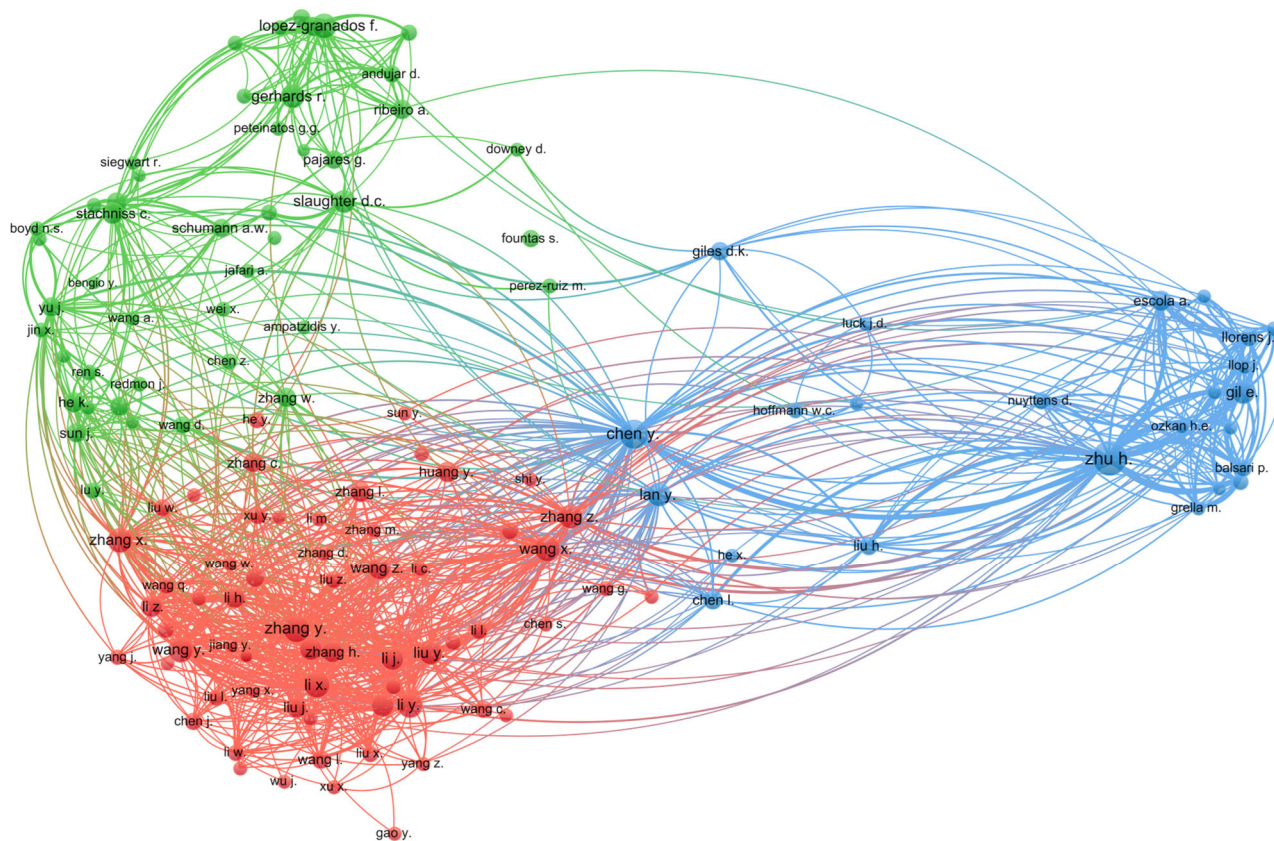 lopez-granados f.
andujar d.
gerhards r.
ribeiro a.
peteinatos g.g.
downey d.
siegwart r.
pajares g.
slaughter d.c.
stachniss c.
boyd n.s.
schumann a.w.
fountas s.
giles d.k.
jafari a.
bengio y.
perez-ruiz m.
escola a.
yu j.
wei x.
wang a.
jin x.
ampatzidis y.
luck j.d.
llorens j.
chen z.
llop j.
ren s.
redmon j.
zhang w.
gil e.
he k.
nuyttens d.
sun y.
hoffmann w.c.
he y.
wang d.
ozkan h.e.
sun j.
chen y.
zhu h.
zhang c.
huang y.
balsari p.
shi y.
lu y.
zhang l.
lan y.
liu w.
grella m.
xu y.
li m.
zhang z.
zhang m.
zhang x.
liu h.
wang x.
zhang d.
he x.
wang w.
wang z.
li c.
liu z.
wang q.
wang g.
li h.
chen l.
li z.
chen s.
zhang y.
li l.
jiang y.
wang y.
zhang h.
liu y.
yang j.
li j.
li x.
yang x.
liu l.
li y.
liu j.
wang c.
chen j.
li w.
liu x.
wang l.
yang z.
wu j.
xu x.
gao y.